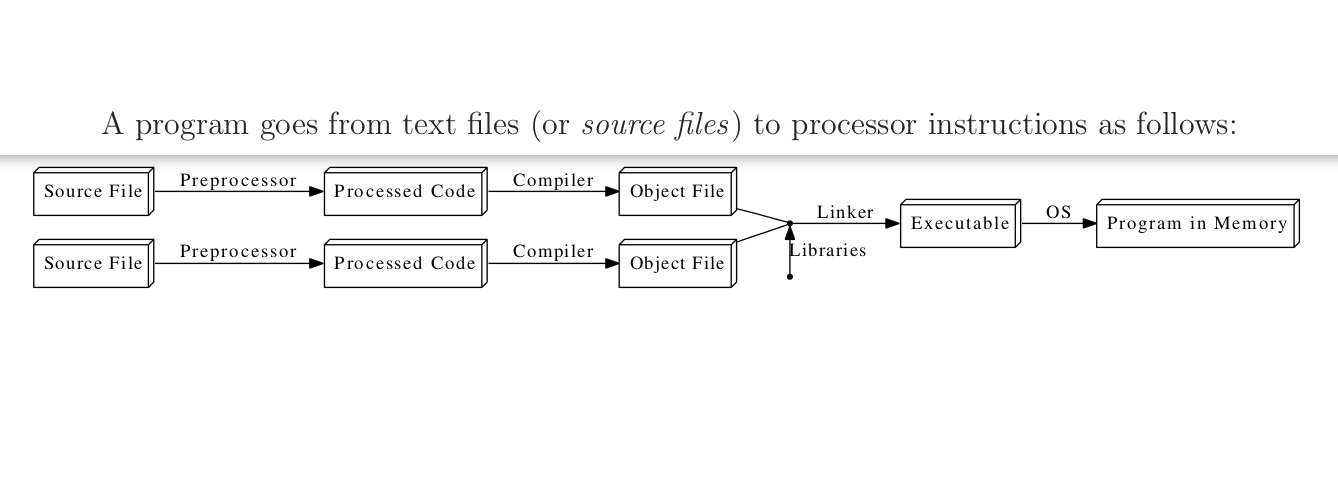 A program goes from text files (or source files) to processor instructions as follows:
Source File Preprocessor Processed Code Compiler Object File
Linker Executable OS Program in Memory
Source File Preprocessor Processed Code Compiler Object File
Libraries